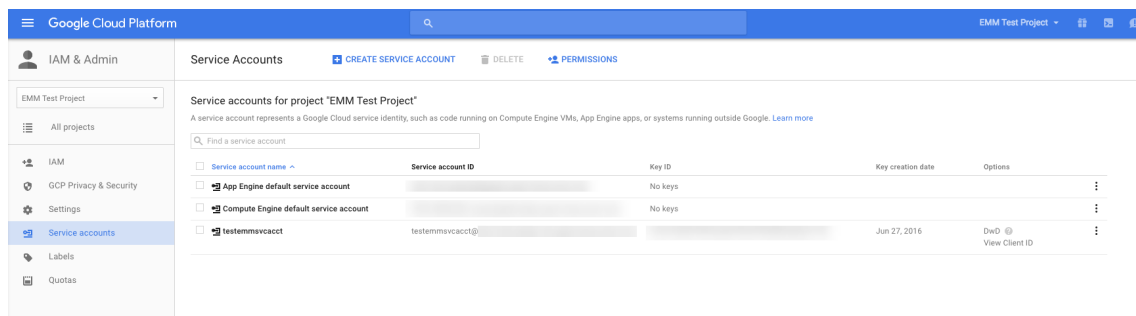 Google Cloud Platform
EMM Test Project
IAM & Admin
Service Accounts
CREATE SERVICE ACCOUNT
DELETE
PERMISSIONS
EMM Test Project
All projects
IAM
GCP Privacy & Security
Settings
Service accounts
Labels
Quotas
Service accounts for project "EMM Test Project"
A service account represents a Google Cloud service identity, such as code running on Compute Engine VMs, App Engine apps, or systems running outside Google. Learn more
Find a service account
Service account name Service account ID Key ID Key creation date Options
App Engine default service account No keys
Compute Engine default service account No keys
testemmsvcacct testemmsvcacct@ Jun 27, 2016 DwD
View Client ID